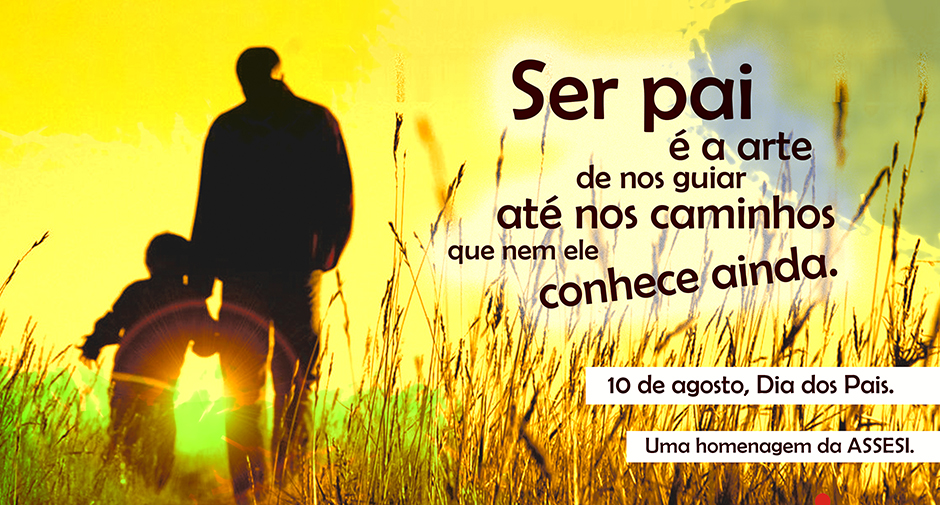 Ser pai
é a arte
de nos guiar
até nos caminhos
que nem ele
conhece ainda.
10 de agosto, Dia dos Pais.
Uma homenagem da ASSESI.